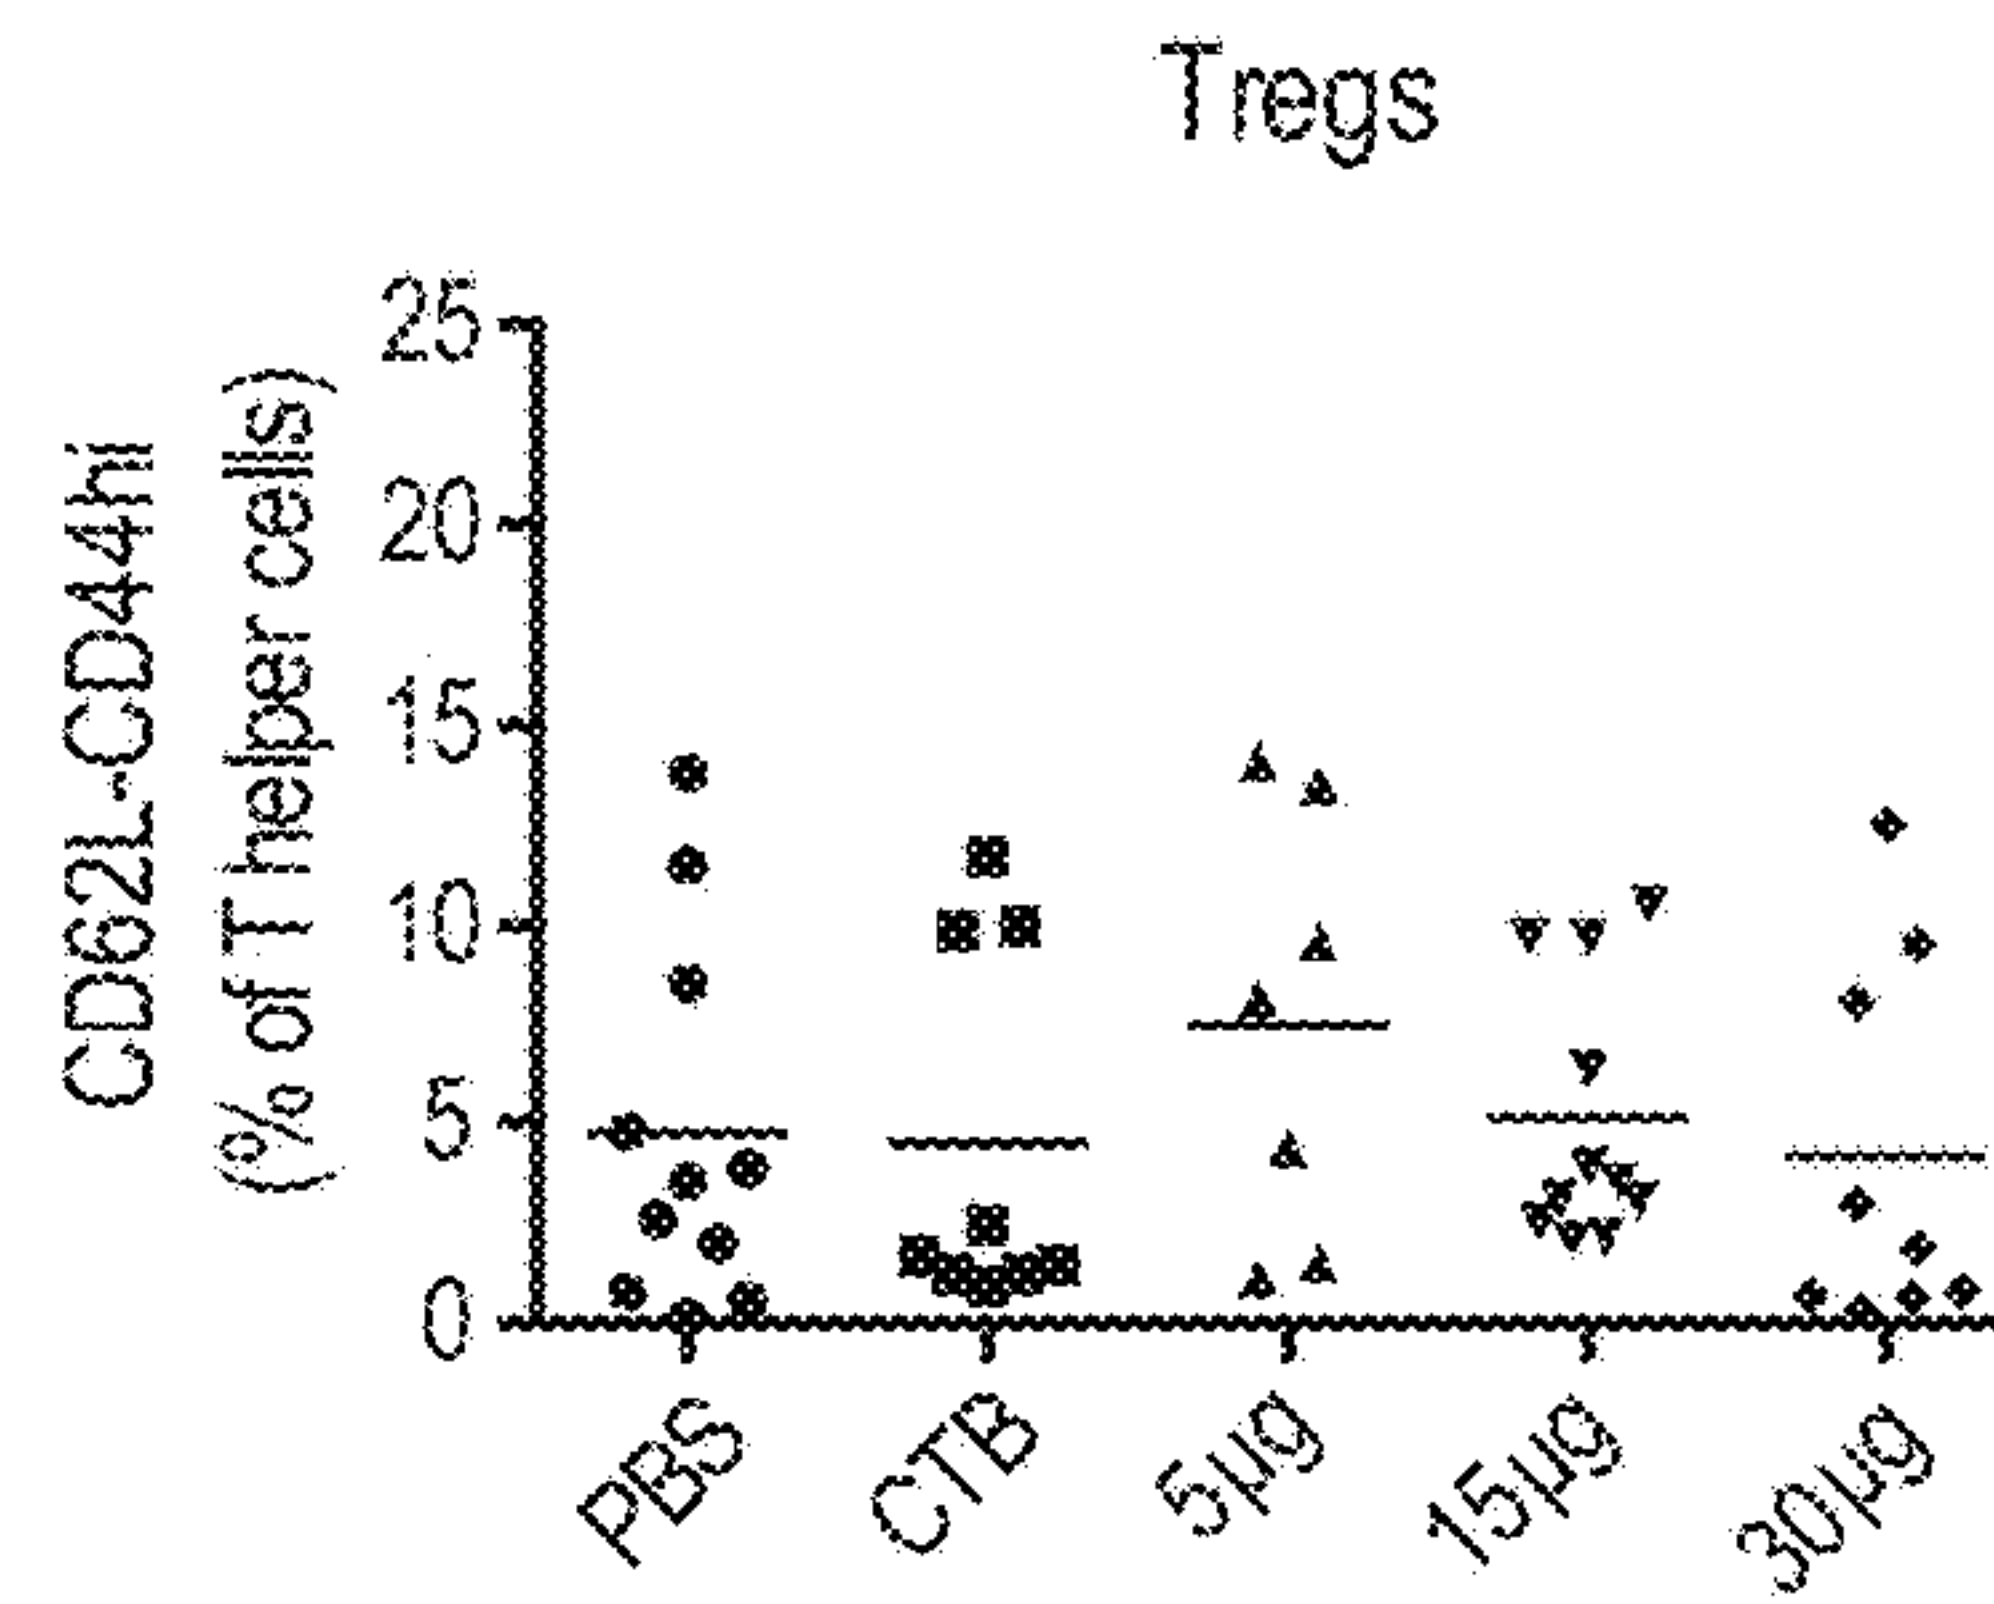 Tregs
CD62L-CD44hi
(% of T helper cells)
25
20
15
10
5
0
PBS
CTB
5µg
15µg
30µg